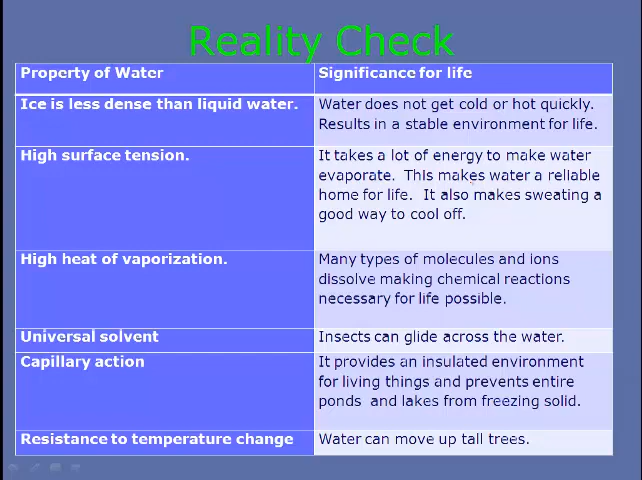 Reality Check
Property of Water
Significance for life
Ice is less dense than liquid water.
Water does not get cold or hot quickly.
Results in a stable environment for life.
High surface tension.
It takes a lot of energy to make water
evaporate.  This makes water a reliable
home for life.  It also makes sweating a
good way to cool off.
High heat of vaporization.
Many types of molecules and ions
dissolve making chemical reactions
necessary for life possible.
Universal solvent
Insects can glide across the water.
Capillary action
It provides an insulated environment
for living things and prevents entire
ponds  and lakes from freezing solid.
Resistance to temperature change
Water can move up tall trees.